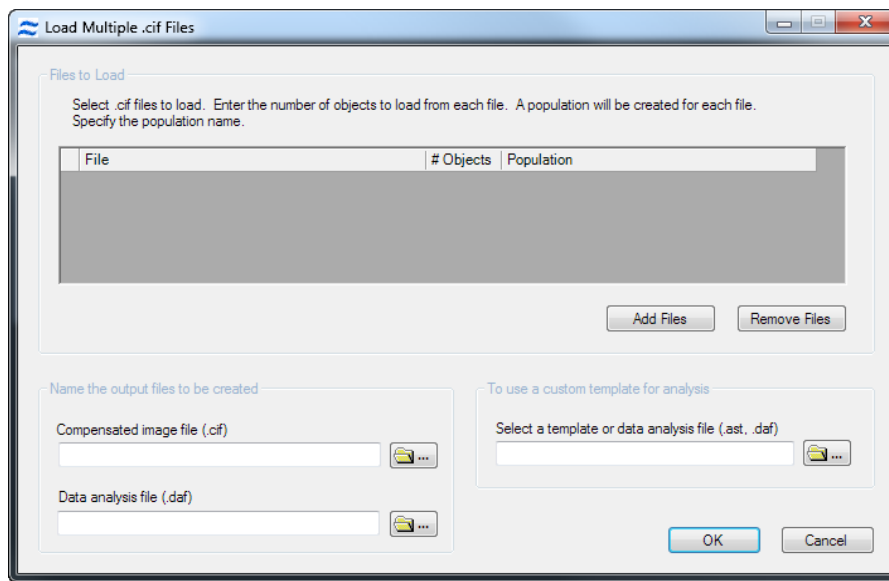 Load Multiple .cif Files
Files to Load
Select .cif files to load. Enter the number of objects to load from each file. A population will be created for each file.
Specify the population name.
File # Objects Population
Add Files Remove Files
Name the output files to be created
Compensated image file (.cif)
...
Data analysis file (.daf)
...
To use a custom template for analysis
Select a template or data analysis file (.ast, .daf)
...
OK Cancel